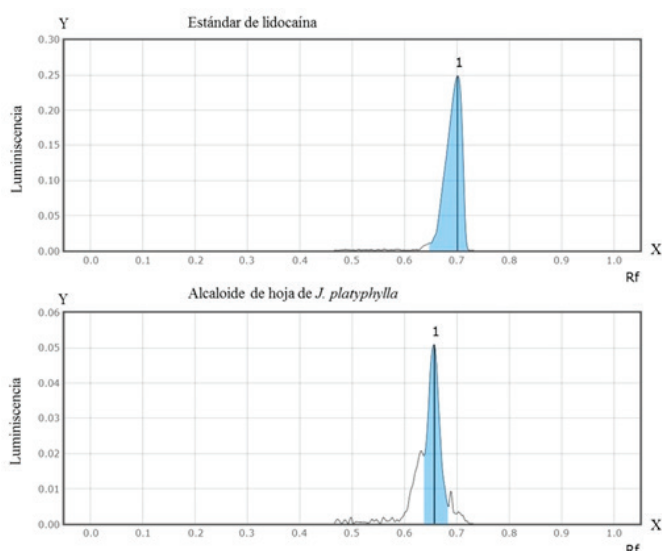 Y Estándar de lidocaína
0.30
0.25
0.20
0.15
0.10
0.05
0.00
Luminiscencia
1
0.0 0.1 0.2 0.3 0.4 0.5 0.6 0.7 0.8 0.9 1.0
X
Rf
Y Alcaloide de hoja de J. platyphylla
0.06
0.05
0.04
0.03
0.02
0.01
0.00
Luminiscencia
1
0.0 0.1 0.2 0.3 0.4 0.5 0.6 0.7 0.8 0.9 1.0
X
Rf